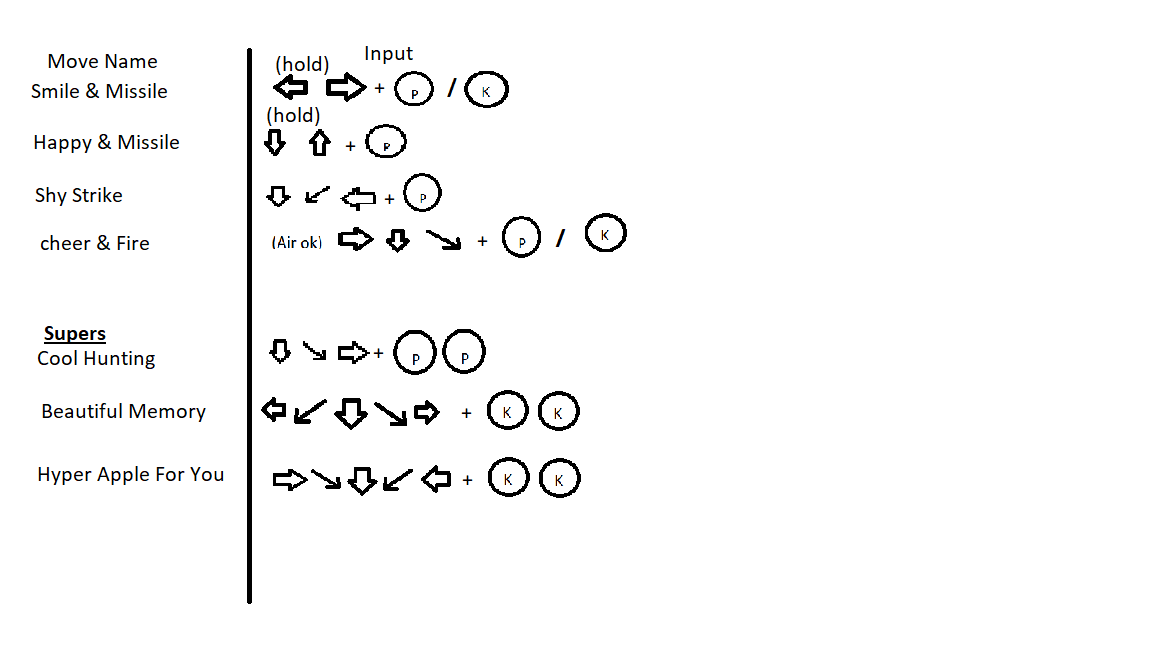 Move Name Input
(hold)
Smile & Missile + P / K
(hold)
Happy & Missile + P
Shy Strike + P
cheer & Fire (Air ok) + P / K
Supers
Cool Hunting + P P
Beautiful Memory + K K
Hyper Apple For You + K K